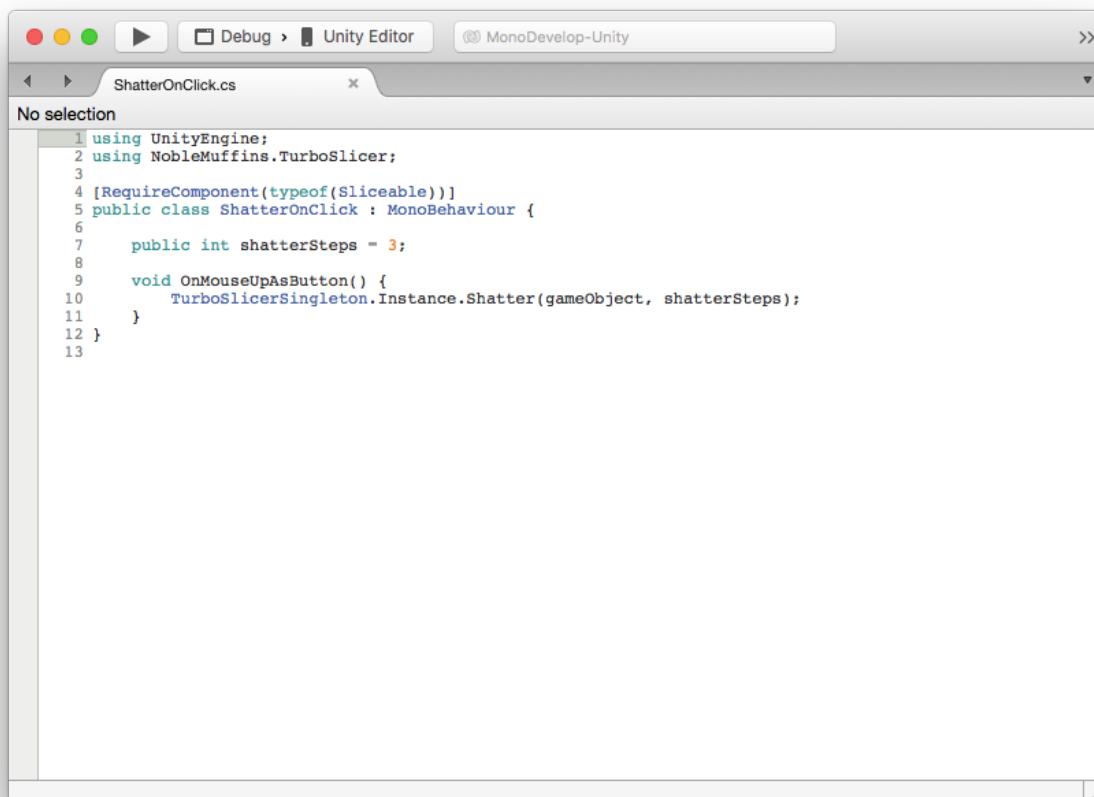 Debug › Unity Editor MonoDevelop-Unity >>
ShatterOnClick.cs ×
No selection
1 using UnityEngine;
2 using NobleMuffins.TurboSlicer;
3
4 [RequireComponent(typeof(Sliceable))]
5 public class ShatterOnClick : MonoBehaviour {
6
7     public int shatterSteps = 3;
8
9     void OnMouseUpAsButton() {
10         TurboSlicerSingleton.Instance.Shatter(gameObject, shatterSteps);
11     }
12 }
13